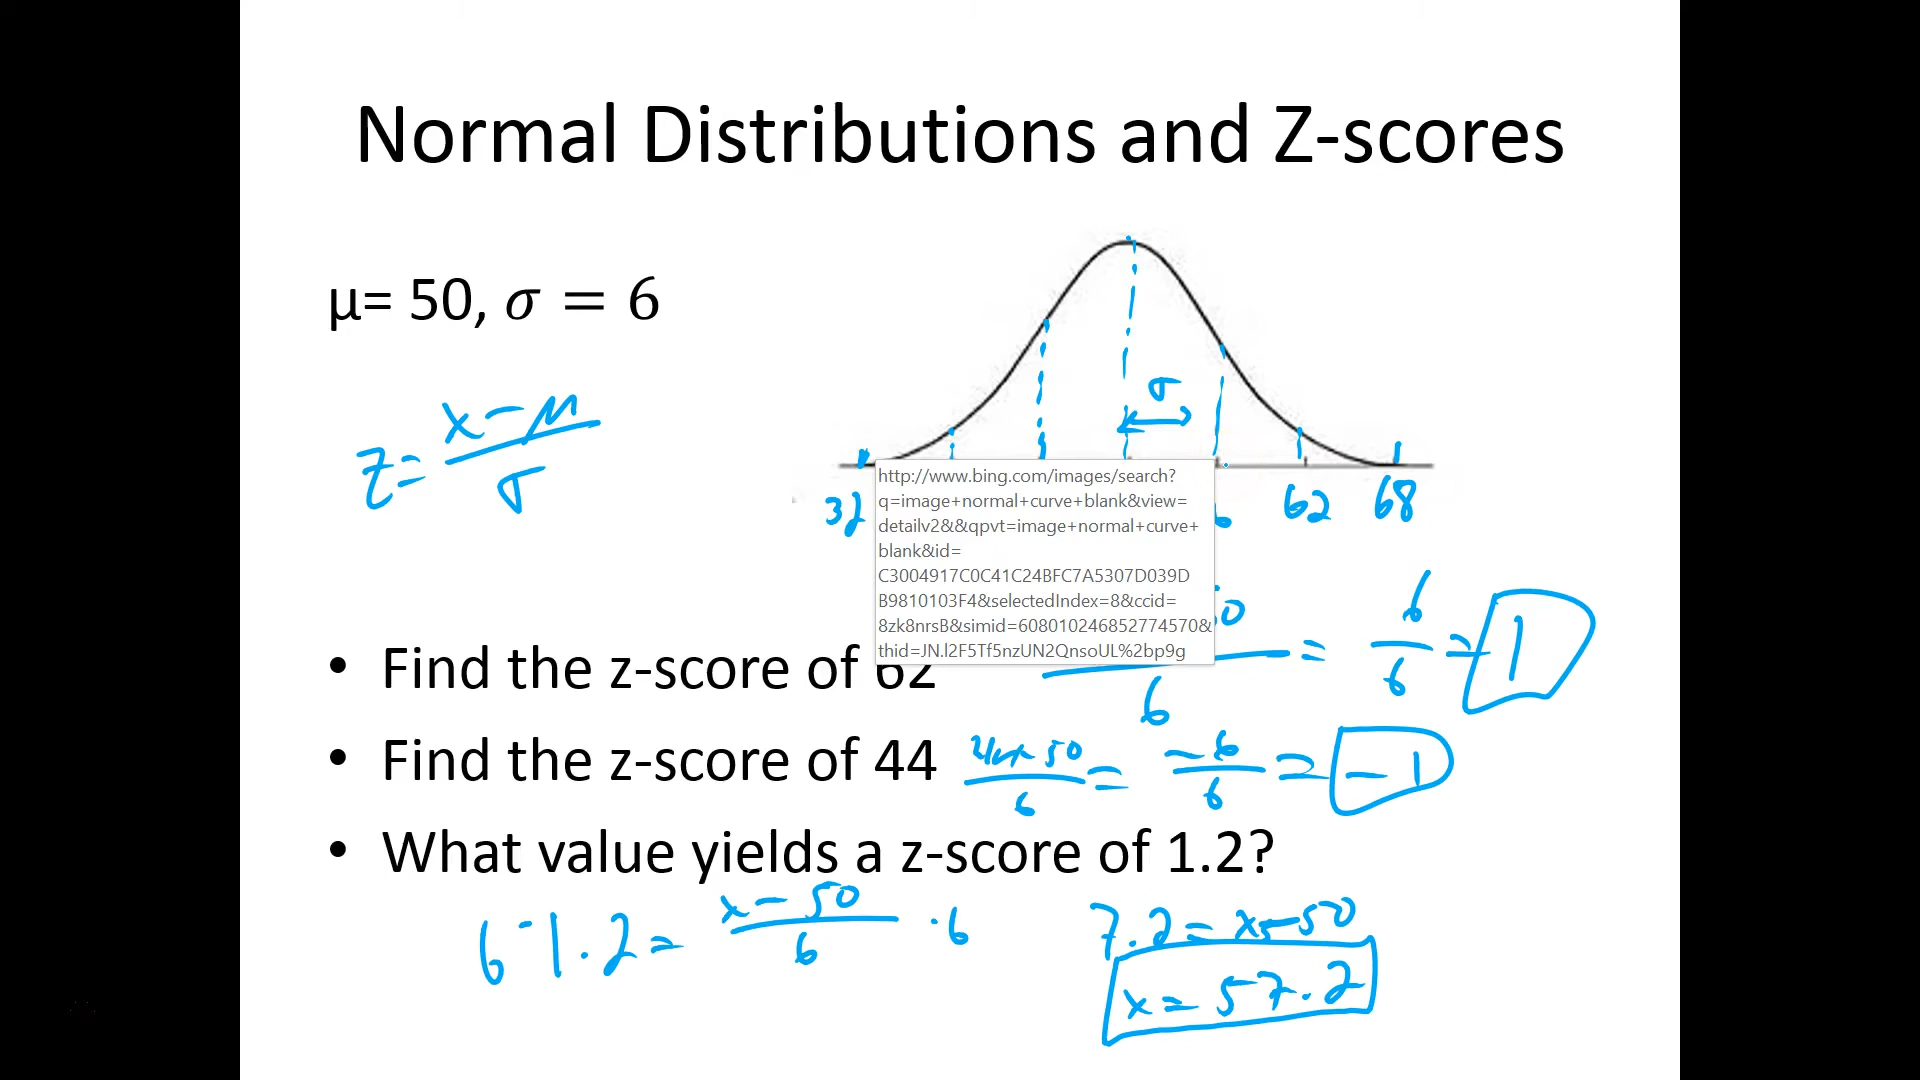 Normal Distributions and Z-scores
μ= 50, σ = 6
z = (x - μ)/σ
σ
32
62 68
http://www.bing.com/images/search?
q=image+normal+curve+blank&view=
detailv2&&qpvt=image+normal+curve+
blank&id=
C3004917C0C41C24BFC7A5307D039D
B9810103F4&selectedIndex=8&ccid=
8zk8nrsB&simid=608010246852774570&
thid=JN.l2F5Tf5nzUN2QnsoUL%2bp9g
• Find the z-score of 62
/6 = 6/6 = 1
• Find the z-score of 44 (44-50)/6 = -6/6 = -1
• What value yields a z-score of 1.2?
6·1.2 = (x - 50)/6 ·6
7.2 = x - 50
x = 57.2